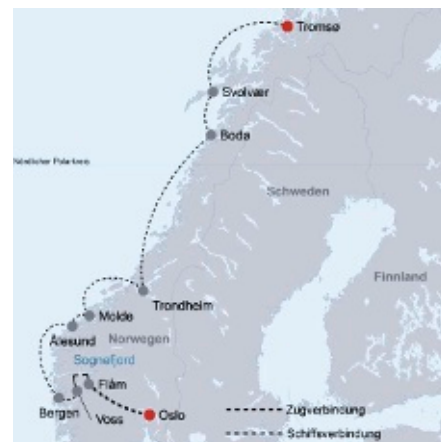 Tromsø
Svolvær
Bodø
Nördlicher Polarkreis
Schweden
Finnland
Trondheim
Molde
Ålesund
Norwegen
Sognefjord
Flåm
Bergen
Voss
Oslo
Zugverbindung
Schiffsverbindung